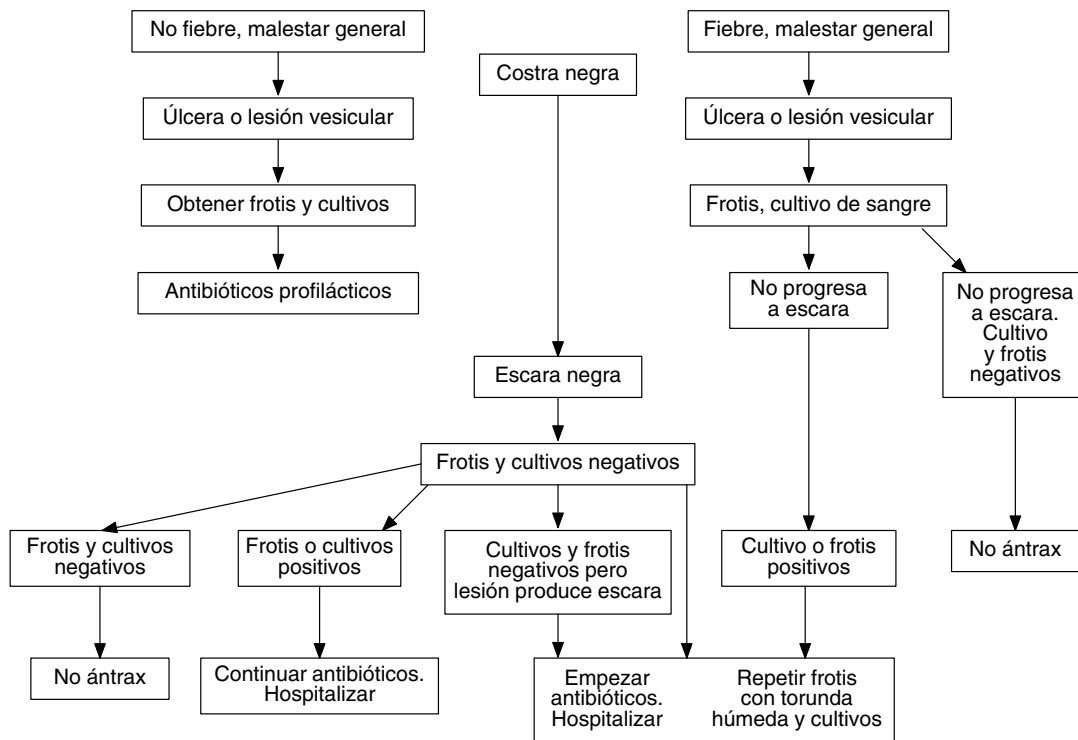 No fiebre, malestar general
Úlcera o lesión vesicular
Obtener frotis y cultivos
Antibióticos profilácticos
Costra negra
Escara negra
Frotis y cultivos negativos
Fiebre, malestar general
Úlcera o lesión vesicular
Frotis, cultivo de sangre
No progresa
a escara
No progresa
a escara.
Cultivo
y frotis
negativos
Frotis y cultivos
negativos
Frotis o cultivos
positivos
Cultivos y frotis
negativos pero
lesión produce escara
Cultivo o frotis
positivos
No ántrax
No ántrax
Continuar antibióticos.
Hospitalizar
Empezar
antibióticos.
Hospitalizar
Repetir frotis
con torunda
húmeda y cultivos